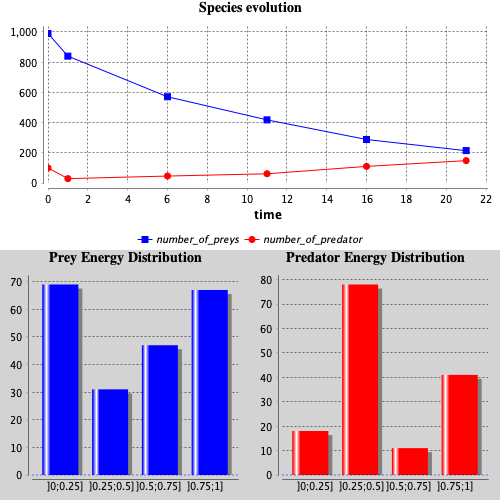 Species evolution
1,000
800
600
400
200
0
0 2 4 6 8 10 12 14 16 18 20 22
time
number_of_preys number_of_predator
Prey Energy Distribution
70
60
50
40
30
20
10
0
]0;0.25] ]0.25;0.5] ]0.5;0.75] ]0.75;1]
Predator Energy Distribution
80
70
60
50
40
30
20
10
0
]0;0.25] ]0.25;0.5] ]0.5;0.75] ]0.75;1]